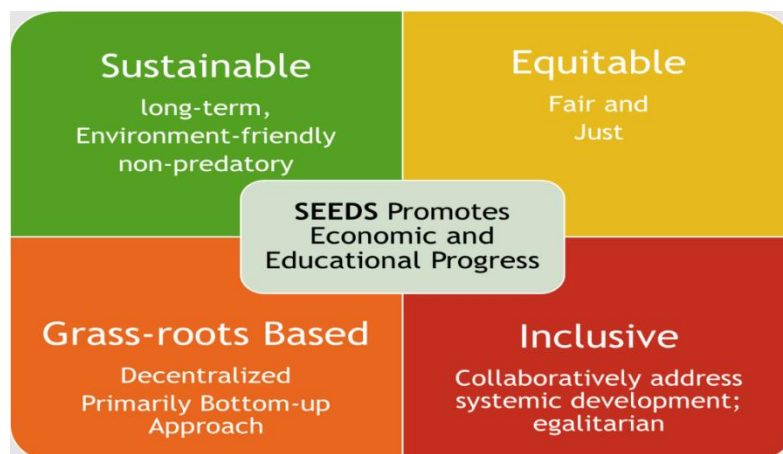 Sustainable
long-term,
Environment-friendly
non-predatory
Equitable
Fair and
Just
SEEDS Promotes
Economic and
Educational Progress
Grass-roots Based
Decentralized
Primarily Bottom-up
Approach
Inclusive
Collaboratively address
systemic development;
egalitarian